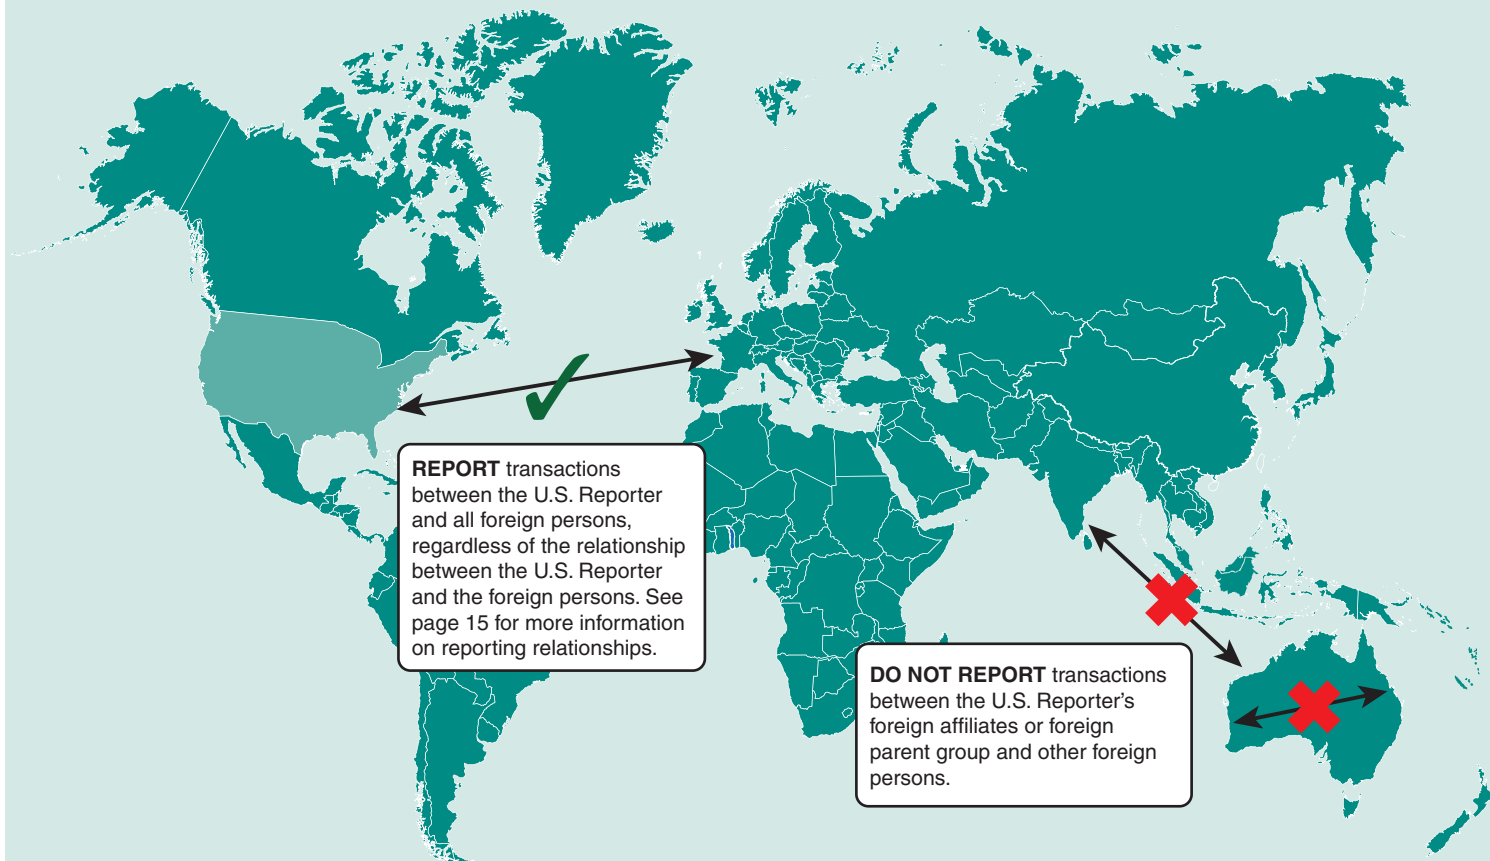 REPORT transactions
between the U.S. Reporter
and all foreign persons,
regardless of the relationship
between the U.S. Reporter
and the foreign persons. See
page 15 for more information
on reporting relationships.
DO NOT REPORT transactions
between the U.S. Reporter’s
foreign affiliates or foreign
parent group and other foreign
persons.